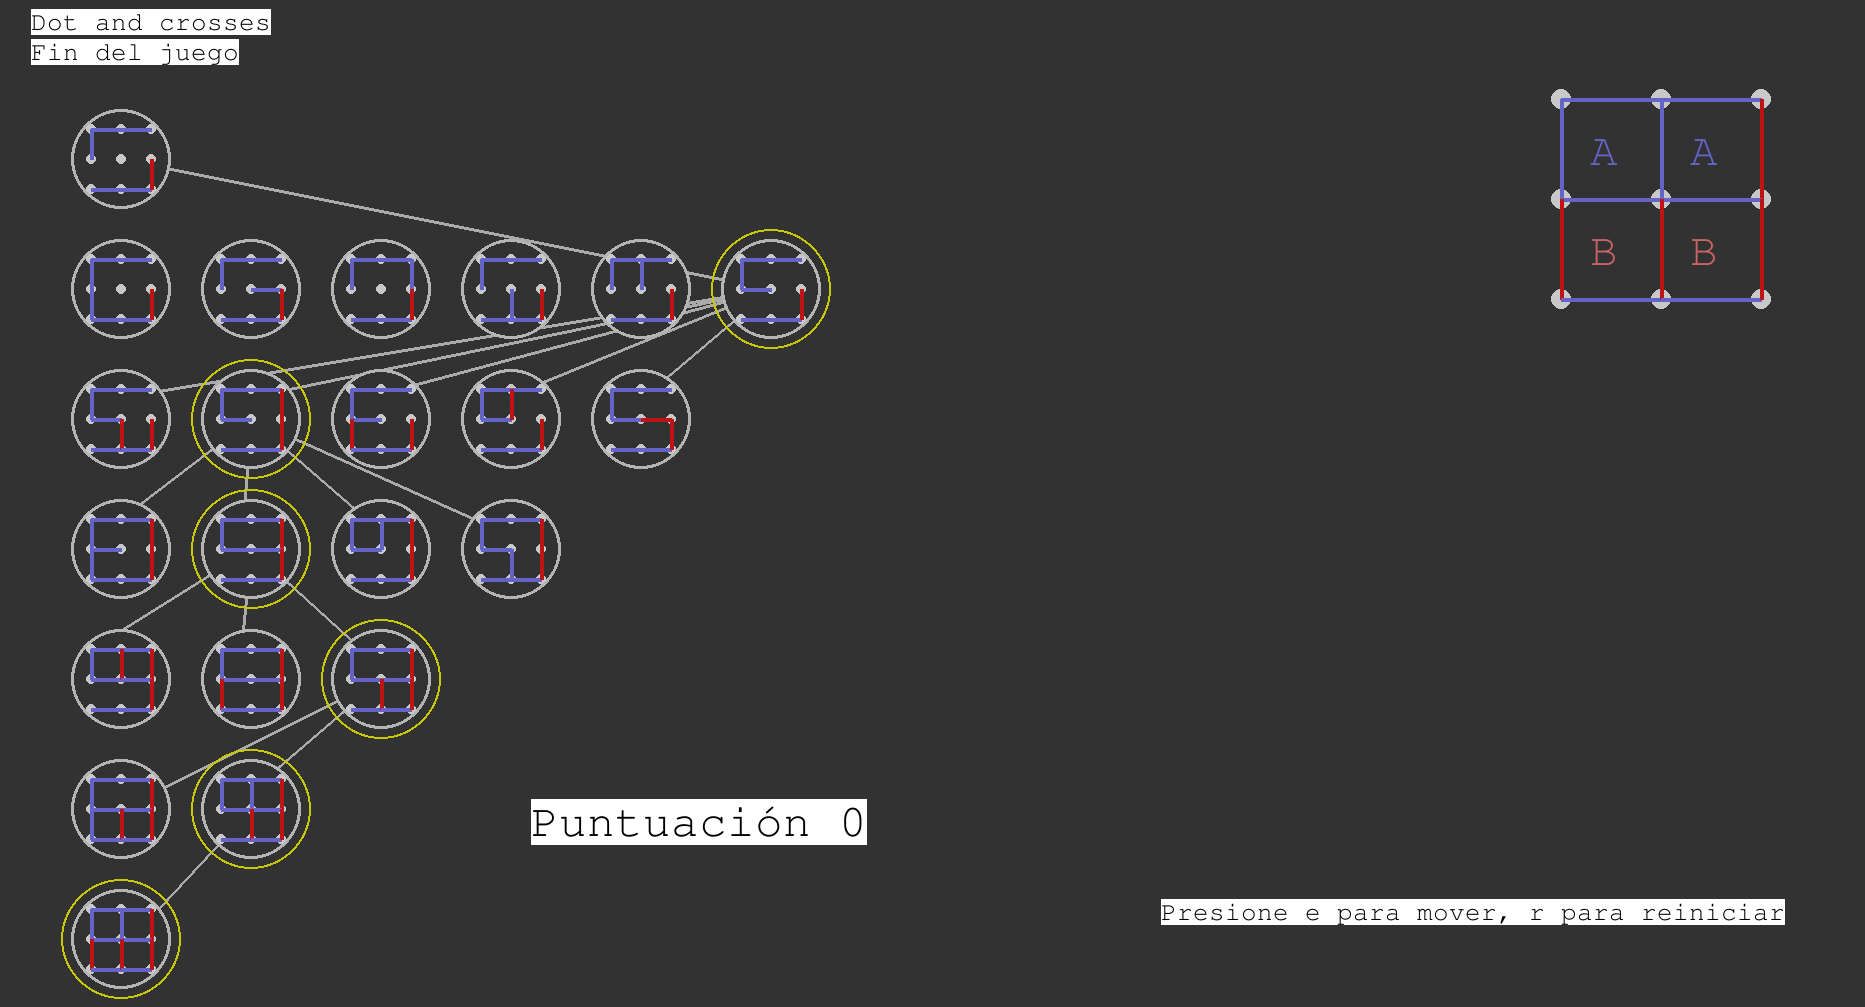 Dot and crosses
Fin del juego
A A
B B
Puntuación 0
Presione e para mover, r para reiniciar